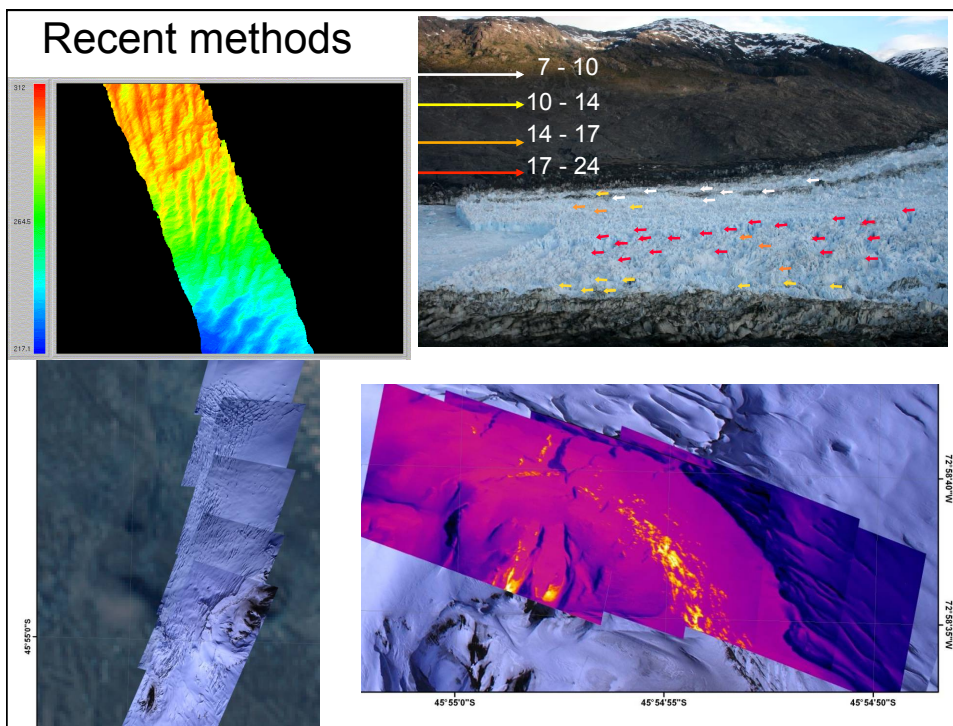 Recent methods
312
264.5
217.1
7 - 10
10 - 14
14 - 17
17 - 24
45°55'0"S
72°58'40"W
72°58'35"W
45°55'0"S
45°54'55"S
45°54'50"S